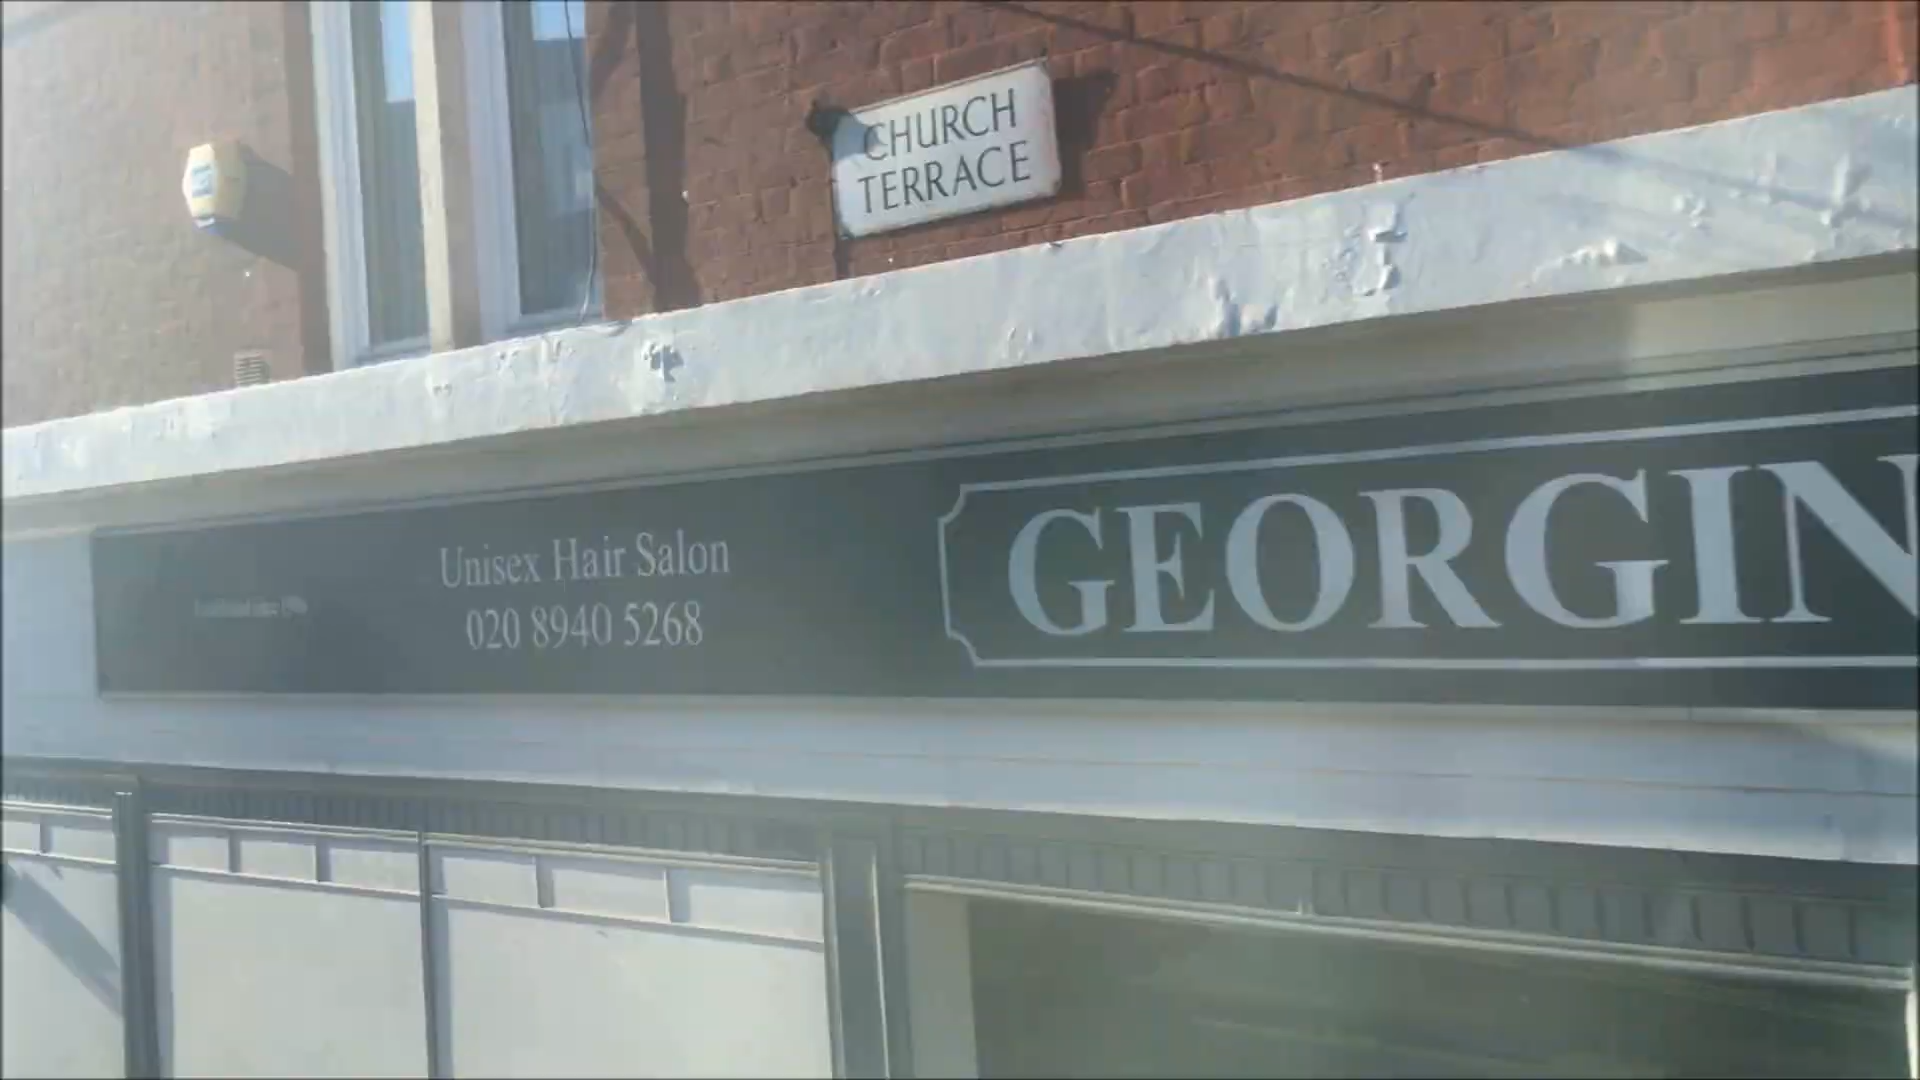 CHURCH
TERRACE
Unisex Hair Salon
020 8940 5268
GEORGIN